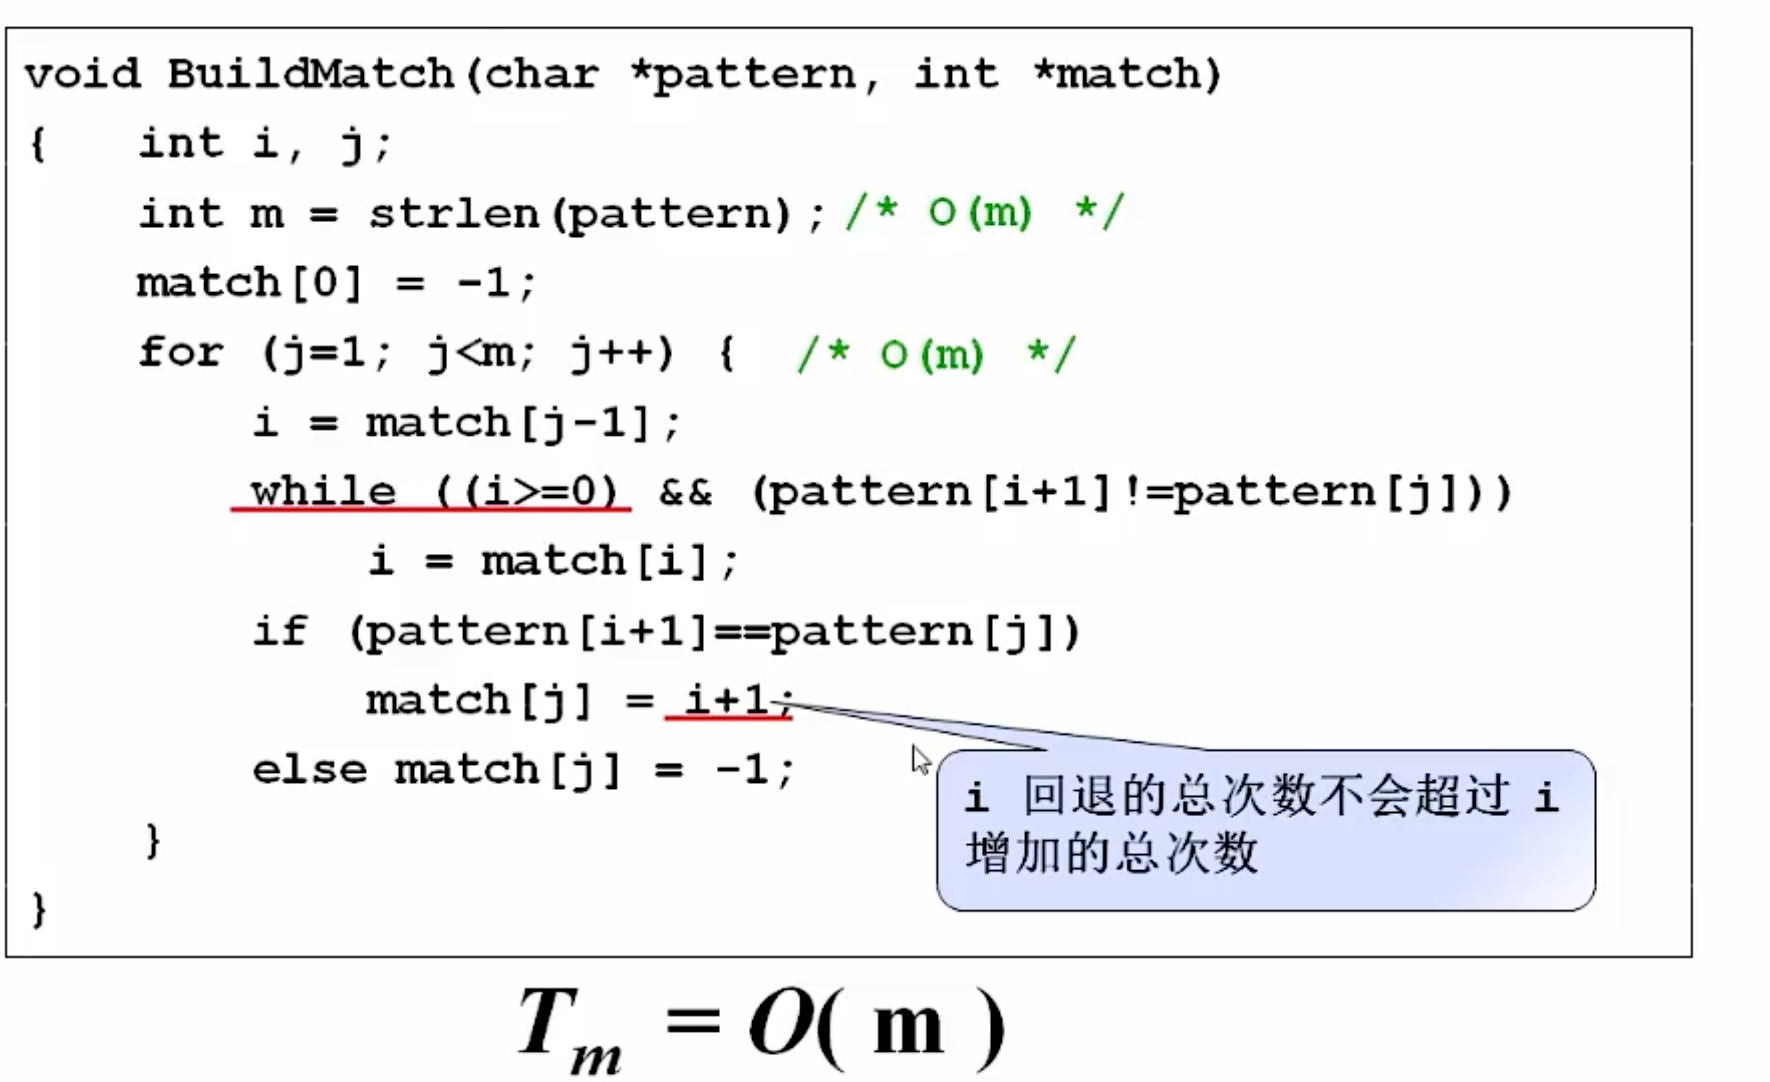 void BuildMatch(char *pattern, int *match)
{ int i, j;
int m = strlen(pattern); /* O(m) */
match[0] = -1;
for (j=1; j<m; j++) { /* O(m) */
i = match[j-1];
while ((i>=0) && (pattern[i+1]!=pattern[j]))
i = match[i];
if (pattern[i+1]==pattern[j])
match[j] = i+1;
else match[j] = -1;
}
}
i 回退的总次数不会超过 i
增加的总次数
Tm = O( m )